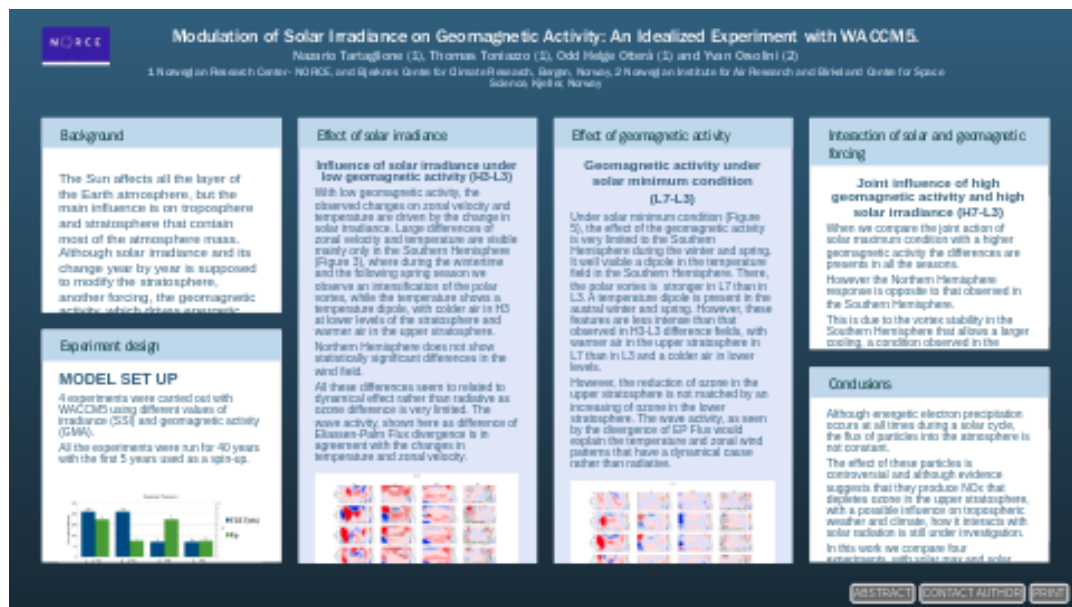 NORCE
Modulation of Solar Irradiance on Geomagnetic Activity: An Idealized Experiment with WACCM5.
Nazario Tartaglione (1), Thomas Toniazzo (1), Odd Helge Otterå (1) and Yvan Orsolini (2)
1 Norwegian Research Center- NORCE, and Bjerknes Centre for Climate Research, Bergen, Norway, 2 Norwegian Institute for Air Research and Birkeland Centre for Space
Science, Kjeller, Norway
Background
The Sun affects all the layer of
the Earth atmosphere, but the
main influence is on troposphere
and stratosphere that contain
most of the atmosphere mass.
Although solar irradiance and its
change year by year is supposed
to modify the stratosphere,
another forcing, the geomagnetic
activity, which drives energetic
Experiment design
MODEL SET UP
4 experiments were carried out with
WACCM5 using different values of
irradiance (SSI) and geomagnetic activity
(GMA).
All the experiments were run for 40 years
with the first 5 years used as a spin-up.
Effect of solar irradiance
Influence of solar irradiance under
low geomagnetic activity (H3-L3)
With low geomagnetic activity, the
observed changes on zonal velocity and
temperature are driven by the change in
solar irradiance. Large differences of
zonal velocity and temperature are visible
mainly only in the Southern Hemisphere
(Figure 3), where during the wintertime
and the following spring season we
observe an intensification of the polar
vortex, while the temperature shows a
temperature dipole, with colder air in H3
at lower levels of the stratosphere and
warmer air in the upper stratosphere.
Northern Hemisphere does not show
statistically significant differences in the
wind field.
All these differences seem to related to
dynamical effect rather than radiative as
ozone difference is very limited. The
wave activity, shown here as difference of
Eliassen-Palm Flux divergence is in
agreement with the changes in
temperature and zonal velocity.
Effect of geomagnetic activity
Geomagnetic activity under
solar minimum condition
(L7-L3)
Under solar minimum condition (Figure
5), the effect of the geomagnetic activity
is very limited to the Southern
Hemisphere during the winter and spring.
It well visible a dipole in the temperature
field in the Southern Hemisphere. There,
the polar vortex is stronger in L7 than in
L3. A temperature dipole is present in the
austral winter and spring. However, these
features are less intense than that
observed in H3-L3 difference fields, with
warmer air in the upper stratosphere in
L7 than in L3 and a colder air in lower
levels.
However, the reduction of ozone in the
upper stratosphere is not matched by an
increasing of ozone in the lower
stratosphere. The wave activity, as seen
by the divergence of EP Flux would
explain the temperature and zonal wind
patterns that have a dynamical cause
rather than radiative.
Interaction of solar and geomagnetic
forcing
Joint influence of high
geomagnetic activity and high
solar irradiance (H7-L3)
When we compare the joint action of
solar maximum condition with a higher
geomagnetic activity the differences are
presents in all the seasons.
However the Northern Hemisphere
response is opposite to that observed in
the Southern Hemisphere.
This is due to the vortex stability in the
Southern Hemisphere that allows a larger
cooling, a condition observed in the
Conclusions
Although energetic electron precipitation
occurs at all times during a solar cycle,
the flux of particles into the atmosphere is
not constant.
The effect of these particles is
controversial and although evidence
suggests that they produce NOx that
depletes ozone in the upper stratosphere,
with a possible influence on tropospheric
weather and climate, how it interacts with
solar radiation is still under investigation.
In this work we compare four
experiments, with solar max and solar
ABSTRACT
CONTACT AUTHOR
PRINT